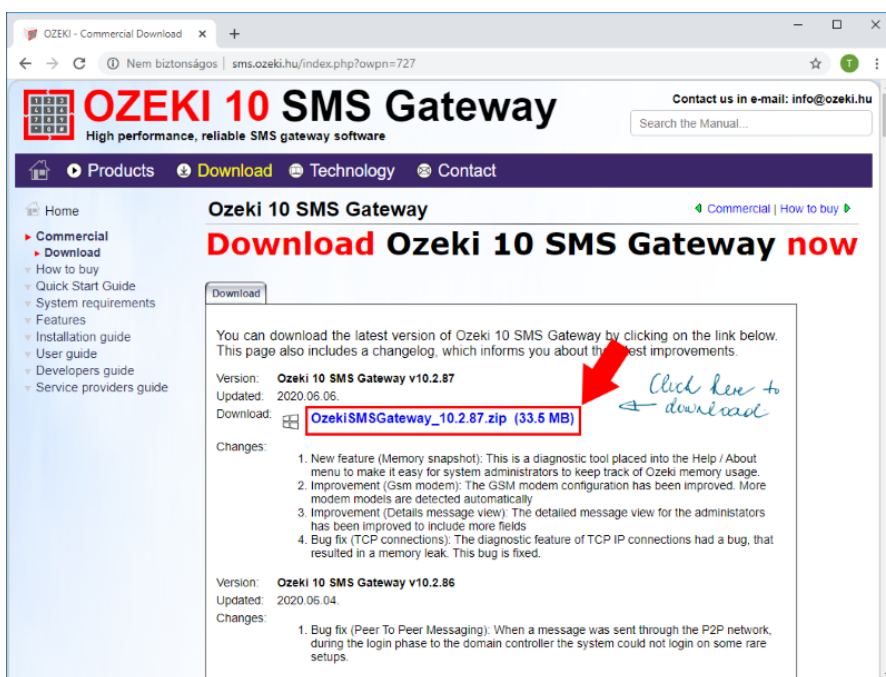 OZEKI - Commercial Download
Nem biztonságos | sms.ozeki.hu/index.php?owpn=727
T
OZEKI 10 SMS Gateway
High performance, reliable SMS gateway software
Contact us in e-mail: info@ozeki.hu
Search the Manual...
Products Download Technology Contact
Home
Commercial
Download
How to buy
Quick Start Guide
System requirements
Features
Installation guide
User guide
Developers guide
Service providers guide
Ozeki 10 SMS Gateway
Commercial | How to buy
Download Ozeki 10 SMS Gateway now
Download
You can download the latest version of Ozeki 10 SMS Gateway by clicking on the link below.
This page also includes a changelog, which informs you about the improvements.
Version: Ozeki 10 SMS Gateway v10.2.87
Updated: 2020.06.06.
Download: OzekiSMSGateway_10.2.87.zip (33.5 MB)
Click here to
download
Changes:
1. New feature (Memory snapshot): This is a diagnostic tool placed into the Help / About
menu to make it easy for system administrators to keep track of Ozeki memory usage.
2. Improvement (Gsm modem): The GSM modem configuration has been improved. More
modem models are detected automatically
3. Improvement (Details message view): The detailed message view for the administators
has been improved to include more fields
4. Bug fix (TCP connections): The diagnostic feature of TCP IP connections had a bug, that
resulted in a memory leak. This bug is fixed.
Version: Ozeki 10 SMS Gateway v10.2.86
Updated: 2020.06.04.
Changes:
1. Bug fix (Peer To Peer Messaging): When a message was sent through the P2P network,
during the login phase to the domain controller the system could not login on some rare
setups.